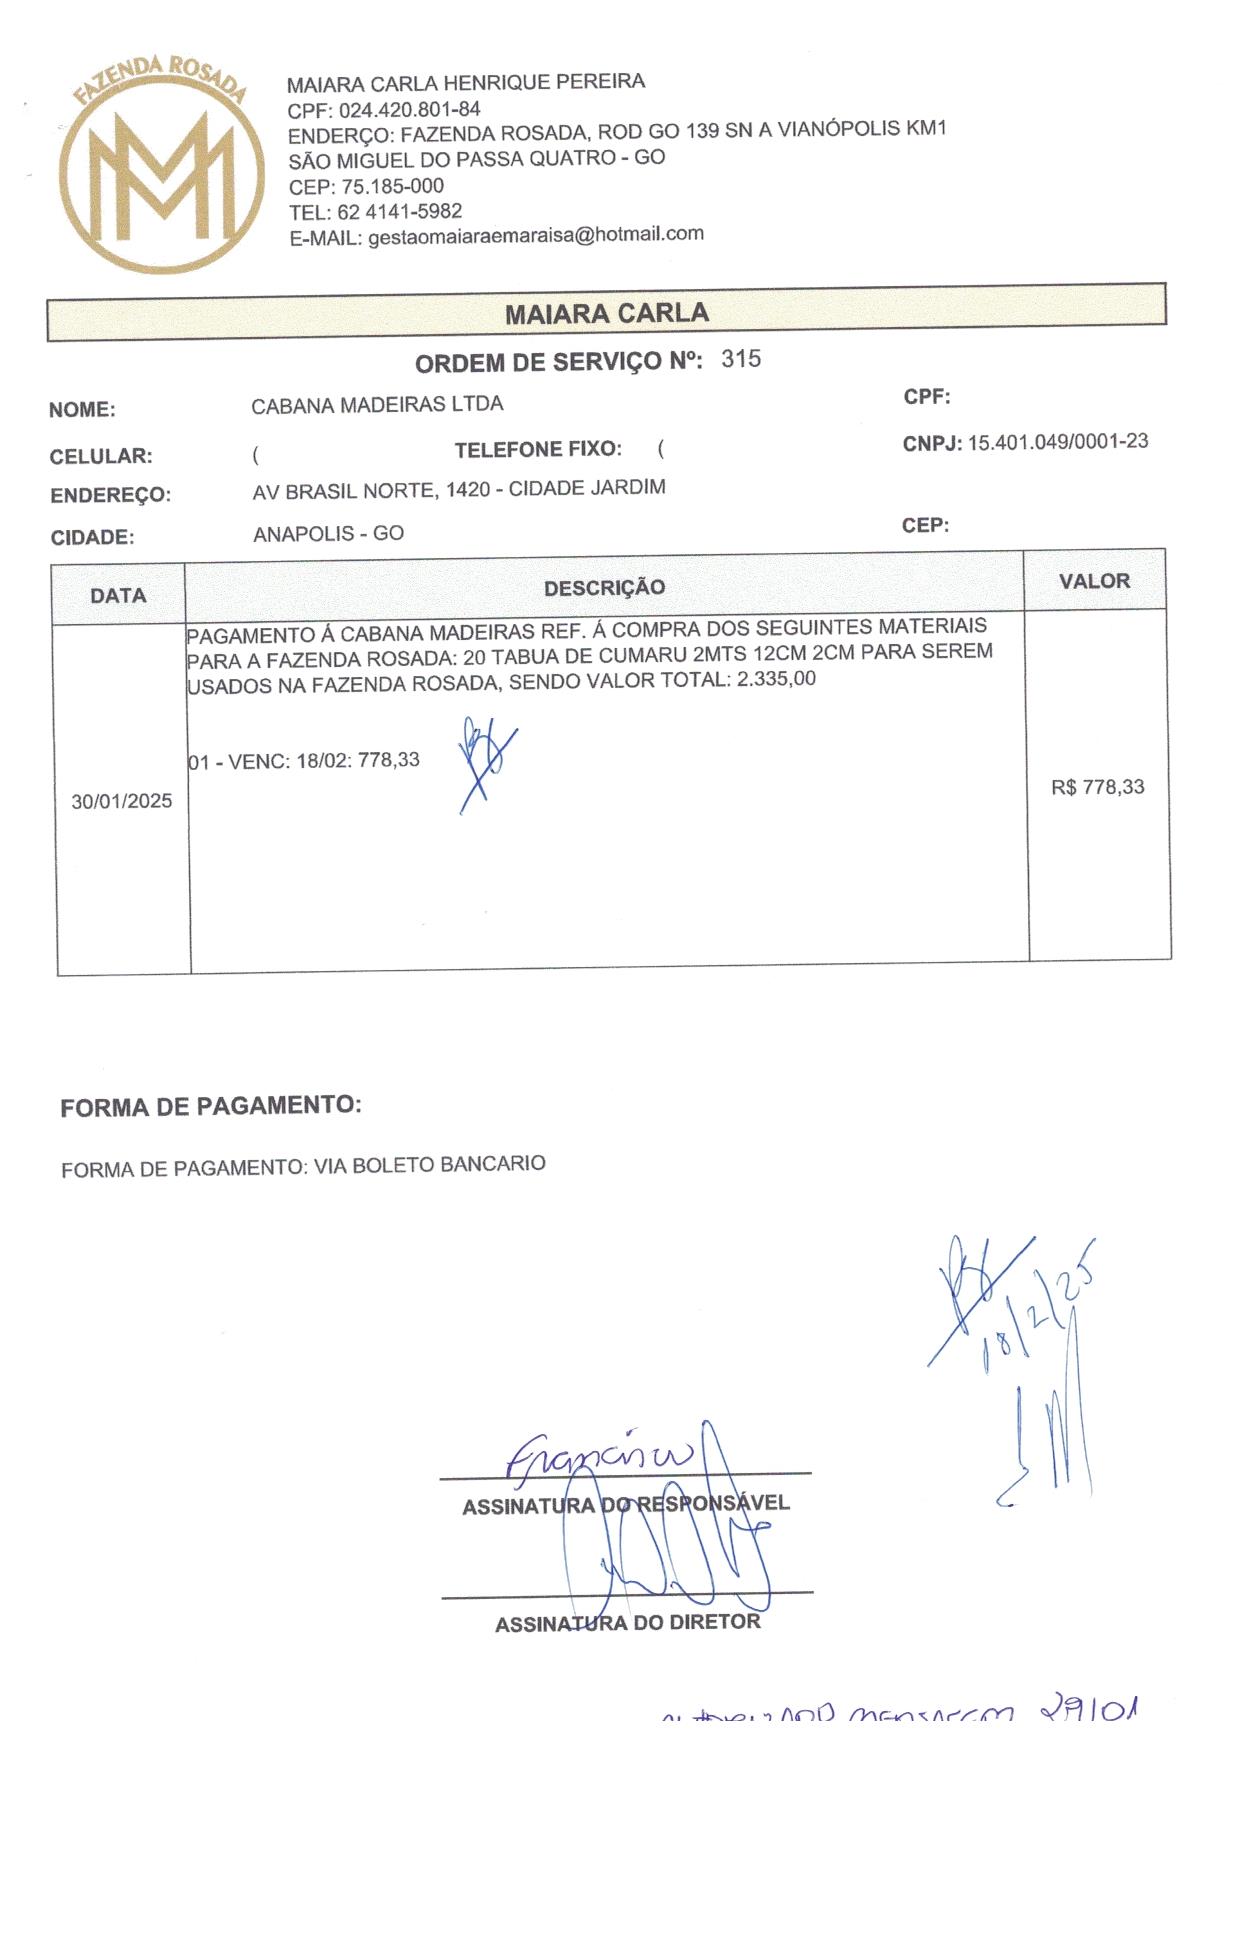 FAZENDA ROSADA
MM
MAIARA CARLA HENRIQUE PEREIRA
CPF: 024.420.801-84
ENDERÇO: FAZENDA ROSADA, ROD GO 139 SN A VIANÓPOLIS KM1
SÃO MIGUEL DO PASSA QUATRO - GO
CEP: 75.185-000
TEL: 62 4141-5982
E-MAIL: gestaomaiaraemaraisa@hotmail.com
MAIARA CARLA
ORDEM DE SERVIÇO Nº: 315
NOME: CABANA MADEIRAS LTDA CPF:
CELULAR: ( TELEFONE FIXO: ( CNPJ: 15.401.049/0001-23
ENDEREÇO: AV BRASIL NORTE, 1420 - CIDADE JARDIM
CIDADE: ANAPOLIS - GO CEP:
DATA DESCRIÇÃO VALOR
PAGAMENTO Á CABANA MADEIRAS REF. Á COMPRA DOS SEGUINTES MATERIAIS
PARA A FAZENDA ROSADA: 20 TABUA DE CUMARU 2MTS 12CM 2CM PARA SEREM
USADOS NA FAZENDA ROSADA, SENDO VALOR TOTAL: 2.335,00
01 - VENC: 18/02: 778,33
30/01/2025 R$ 778,33
FORMA DE PAGAMENTO:
FORMA DE PAGAMENTO: VIA BOLETO BANCARIO
18/2/25
Francisco
ASSINATURA DO RESPONSÁVEL
ASSINATURA DO DIRETOR
MENSAGEM 29/01